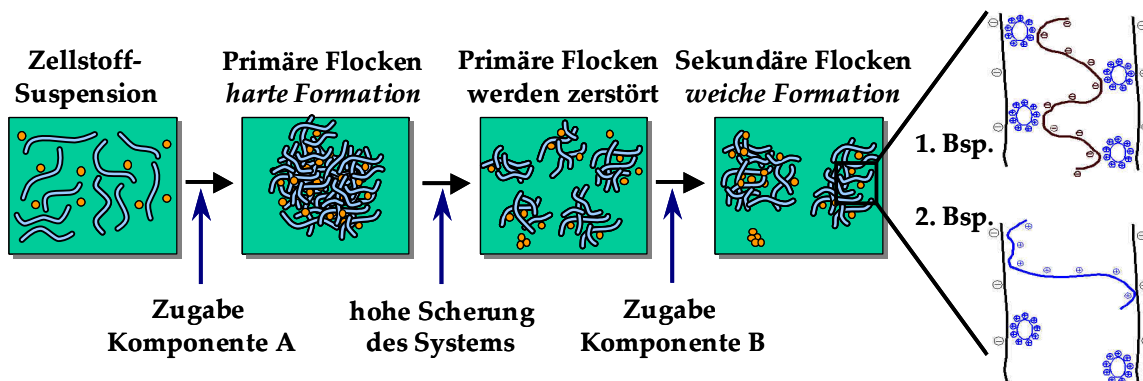 Zellstoff-
Suspension
Primäre Flocken
harte Formation
Primäre Flocken
werden zerstört
Sekundäre Flocken
weiche Formation
1. Bsp.
2. Bsp.
Zugabe
Komponente A
hohe Scherung
des Systems
Zugabe
Komponente B